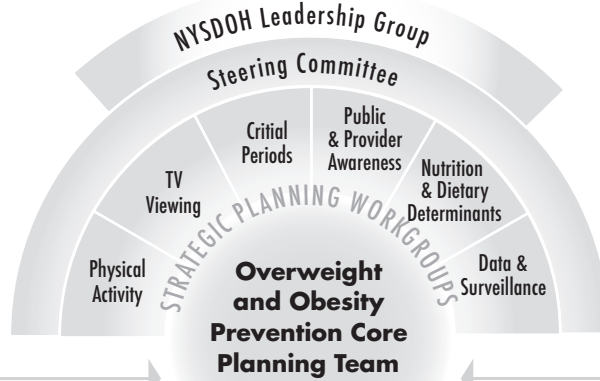 NYSDOH Leadership Group
Steering Committee
Physical
Activity
TV
Viewing
Critial
Periods
Public
& Provider
Awareness
Nutrition
& Dietary
Determinants
Data &
Surveillance
STRATEGIC PLANNING WORKGROUPS
Overweight
and Obesity
Prevention Core
Planning Team